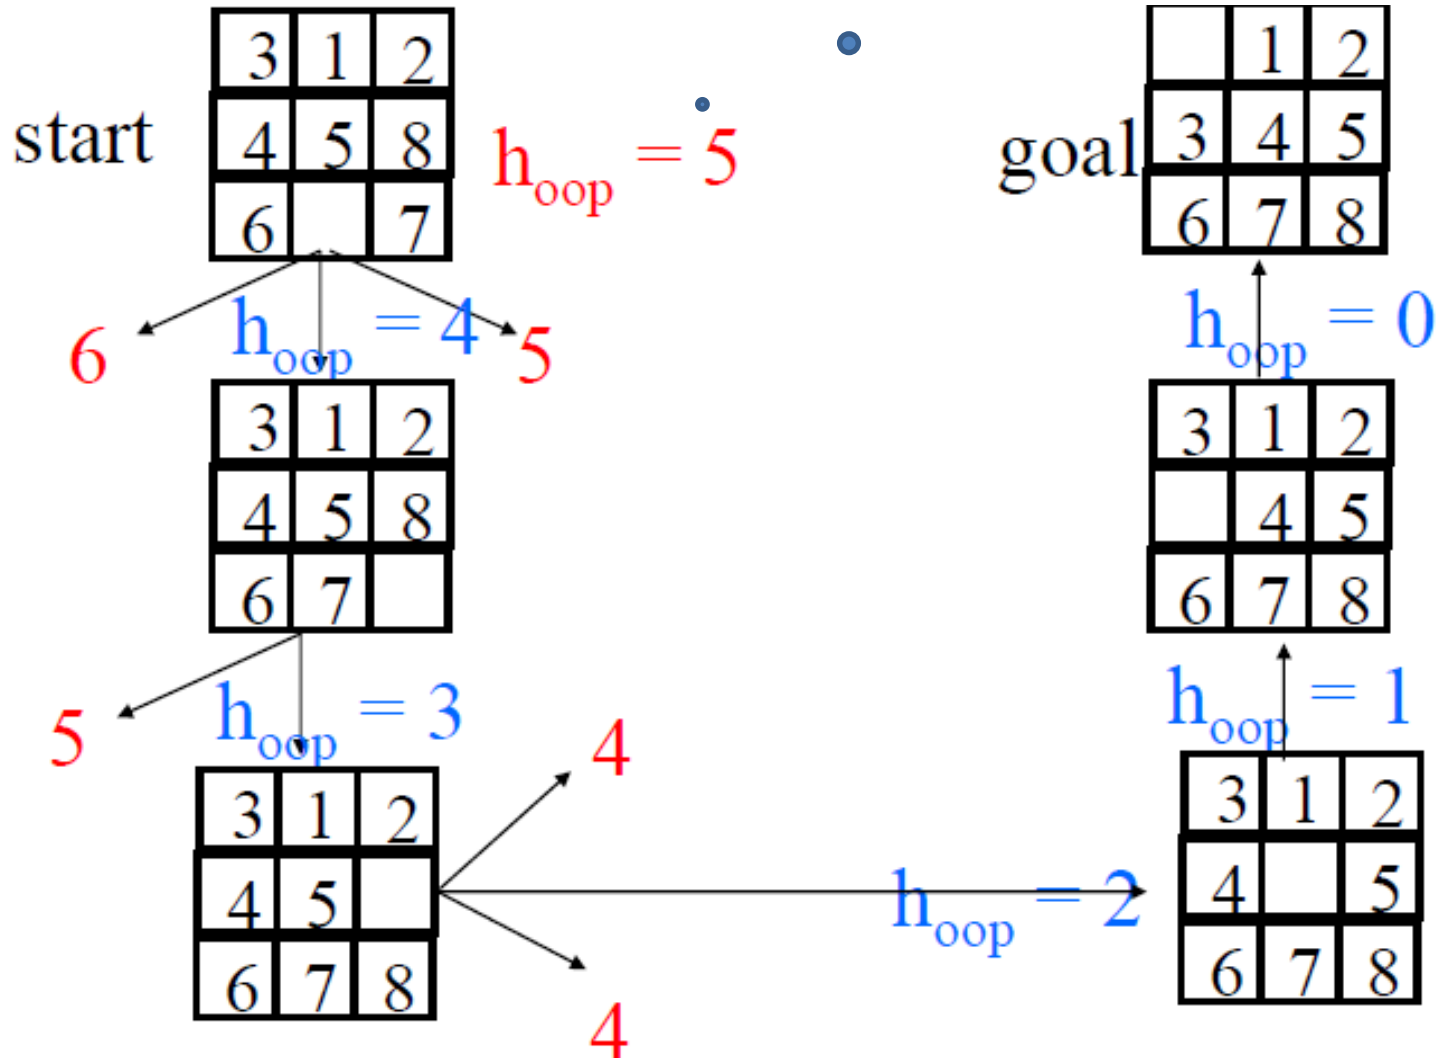 3 1 2
start 4 5 8
6 7
h_oop = 5
6 h_oop = 4 5
3 1 2
4 5 8
6 7
5 h_oop = 3
3 1 2
4 5
6 7 8
4
h_oop = 2
4
1 2
goal 3 4 5
6 7 8
h_oop = 0
3 1 2
4 5
6 7 8
h_oop = 1
3 1 2
4 5
6 7 8